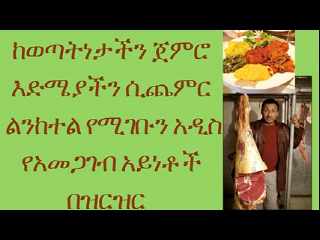 ከወጣትነታችን ጀምሮ
እድሜያችን ሲጨምር
ልንከተል የሚገቡን አዲስ
የአመጋገብ አይነቶች
በዝርዝር